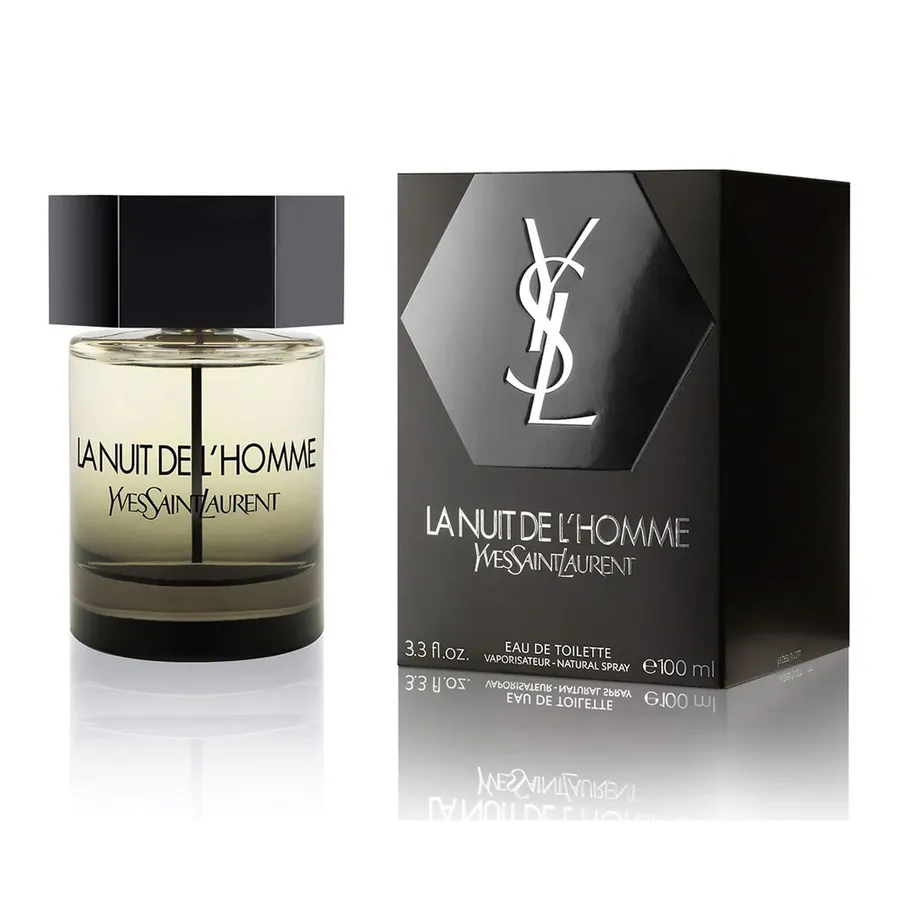 LA NUIT DE L'HOMME
YVESSAINTLAURENT
YSL
LA NUIT DE L'HOMME
YVESSAINTLAURENT
3.3 fl.oz.
EAU DE TOILETTE
VAPORISATEUR - NATURAL SPRAY
e100 ml